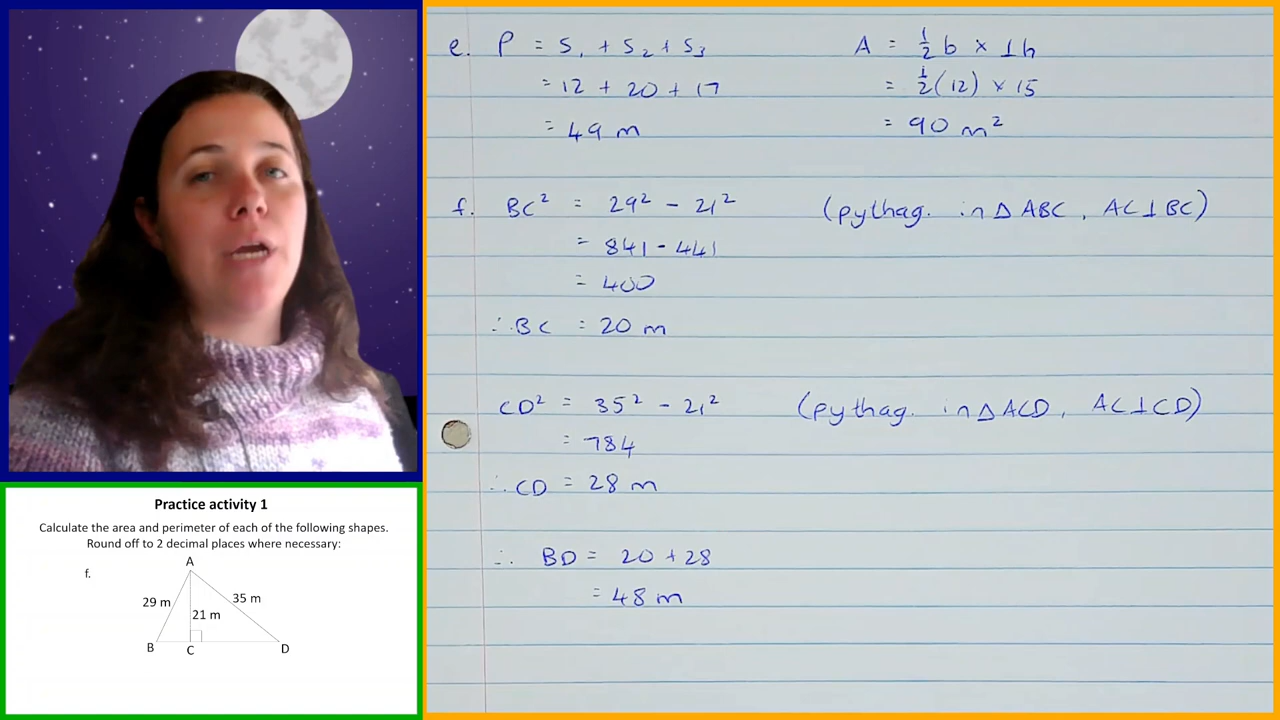 e. P = S₁ + S₂ + S₃ A = ½ b × ⊥h
= 12 + 20 + 17 = ½(12) × 15
= 49 m = 90 m²
f. BC² = 29² - 21² (pythag. in Δ ABC, AC⊥BC)
= 841 - 441
= 400
∴ BC = 20 m
CD² = 35² - 21² (pythag. in Δ ACD, AC⊥CD)
= 784
∴ CD = 28 m
∴ BD = 20 + 28
= 48 m
Practice activity 1
Calculate the area and perimeter of each of the following shapes.
Round off to 2 decimal places where necessary:
f.
A
29 m 35 m
21 m
B C D